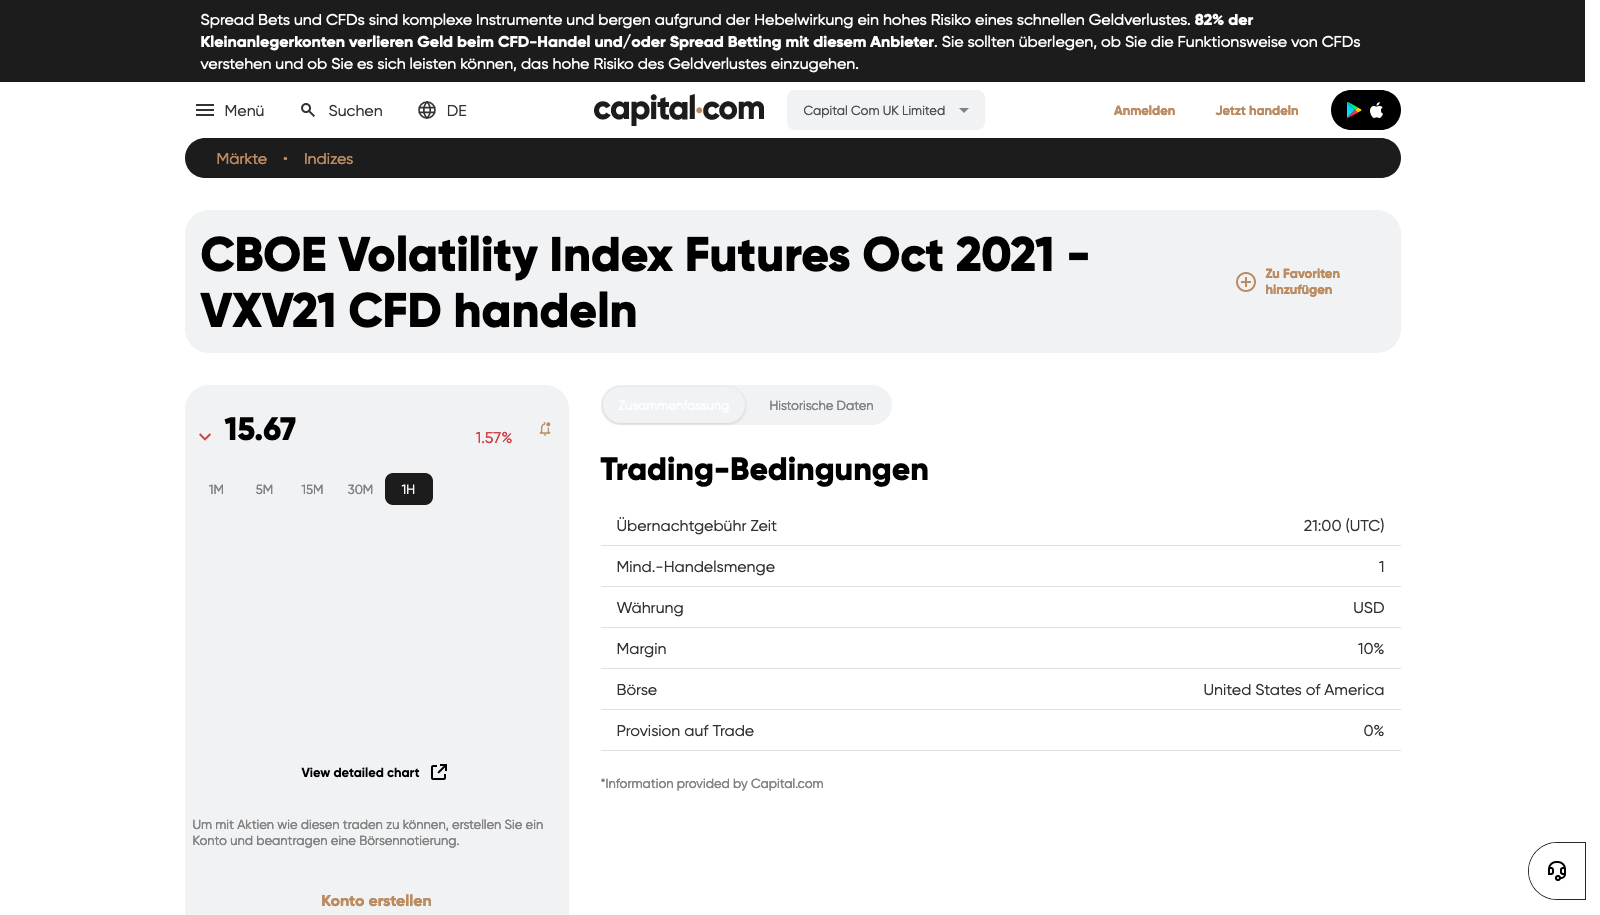 Spread Bets und CFDs sind komplexe Instrumente und bergen aufgrund der Hebelwirkung ein hohes Risiko eines schnellen Geldverlustes. 82% der
Kleinanlegerkonten verlieren Geld beim CFD-Handel und/oder Spread Betting mit diesem Anbieter. Sie sollten überlegen, ob Sie die Funktionsweise von CFDs
verstehen und ob Sie es sich leisten können, das hohe Risiko des Geldverlustes einzugehen.
Menü Suchen DE capital.com Capital Com UK Limited Anmelden Jetzt handeln
Märkte • Indizes
CBOE Volatility Index Futures Oct 2021 -
VXV21 CFD handeln
Zu Favoriten
hinzufügen
15.67 1.57%
1M 5M 15M 30M 1H
View detailed chart
Um mit Aktien wie diesen traden zu können, erstellen Sie ein
Konto und beantragen eine Börsennotierung.
Konto erstellen
Zusammenfassung Historische Daten
Trading-Bedingungen
Übernachtgebühr Zeit 21:00 (UTC)
Mind.-Handelsmenge 1
Währung USD
Margin 10%
Börse United States of America
Provision auf Trade 0%
*Information provided by Capital.com